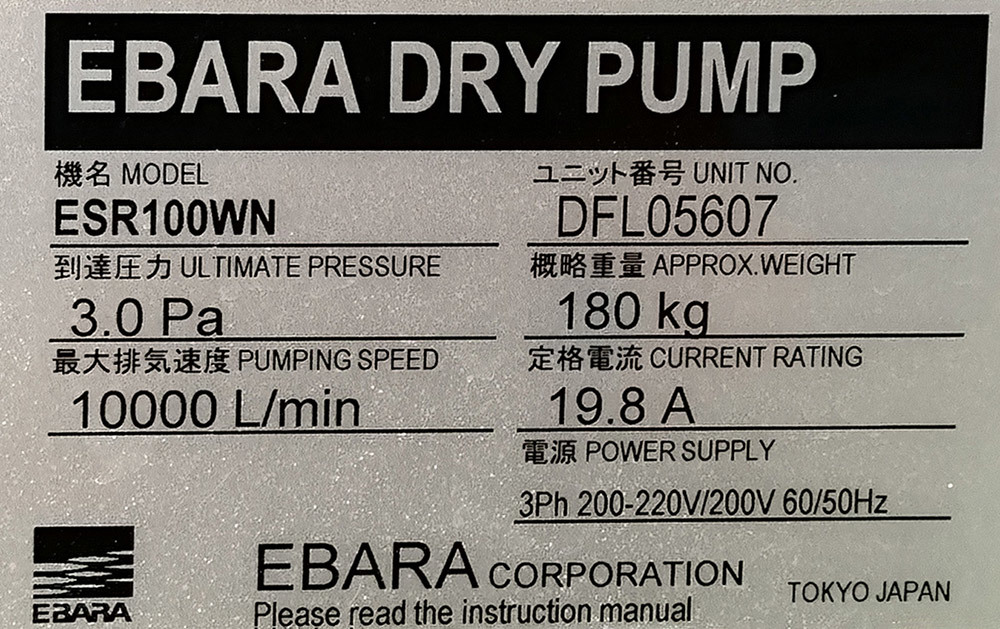 EBARA DRY PUMP
機名 MODEL
ESR100WN
ユニット番号 UNIT NO.
DFL05607
到達圧力 ULTIMATE PRESSURE
3.0 Pa
概略重量 APPROX.WEIGHT
180 kg
最大排気速度 PUMPING SPEED
10000 L/min
定格電流 CURRENT RATING
19.8 A
電源 POWER SUPPLY
3Ph 200-220V/200V 60/50Hz
EBARA
EBARA CORPORATION
TOKYO JAPAN
Please read the instruction manual